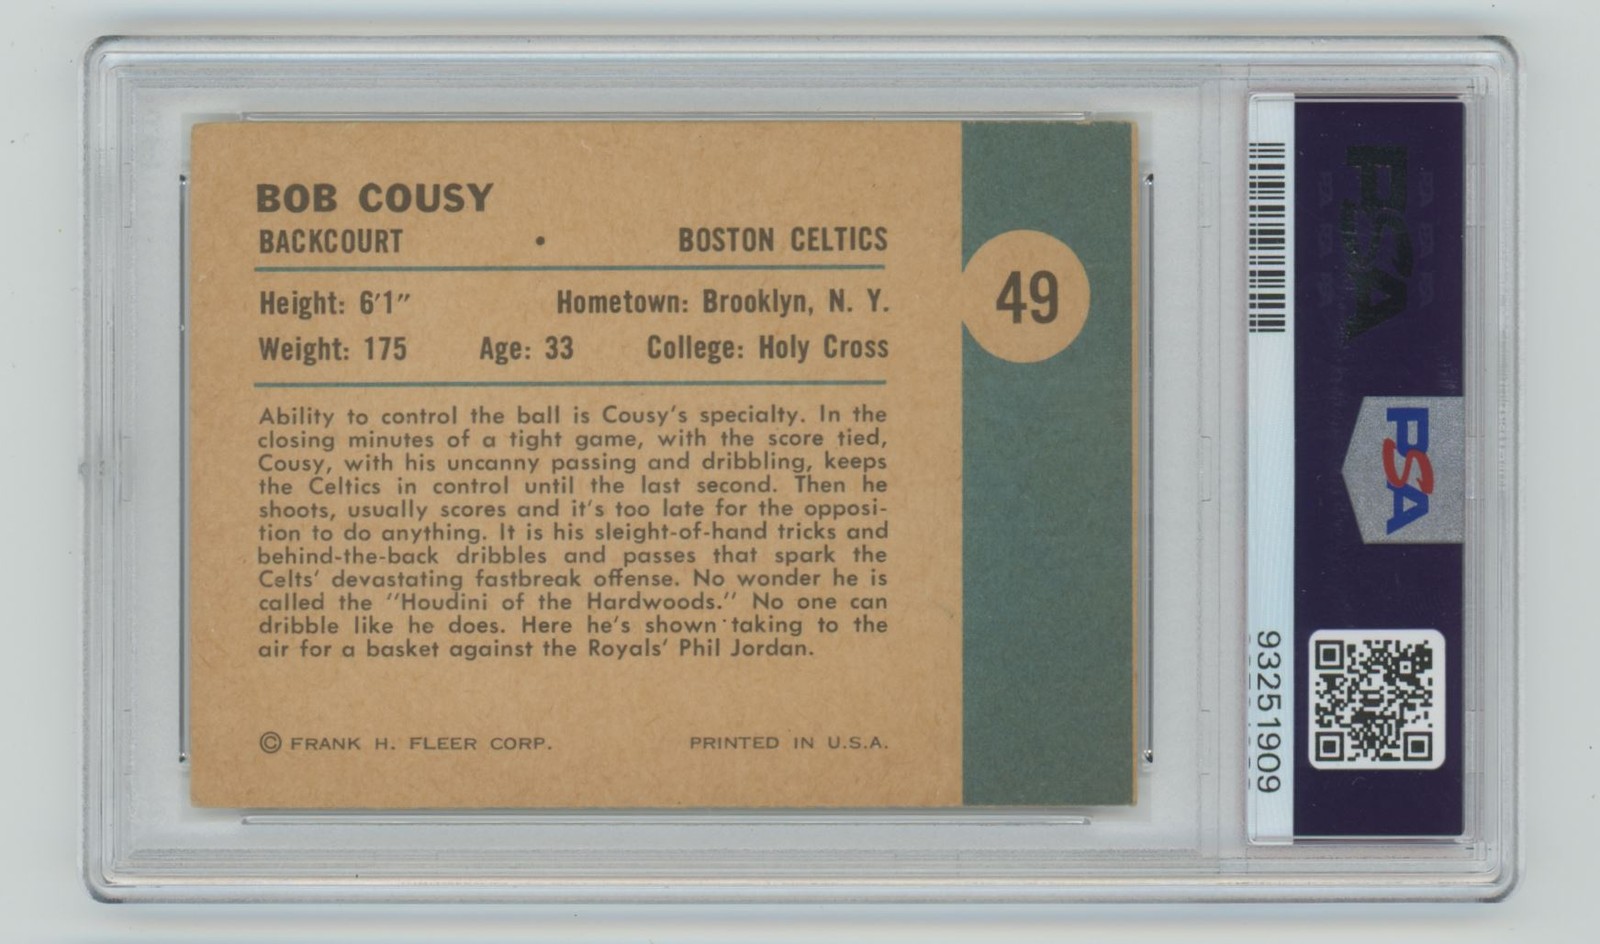 BOB COUSY
BACKCOURT • BOSTON CELTICS
Height: 6'1" Hometown: Brooklyn, N. Y.
Weight: 175 Age: 33 College: Holy Cross
49
Ability to control the ball is Cousy's specialty. In the
closing minutes of a tight game, with the score tied,
Cousy, with his uncanny passing and dribbling, keeps
the Celtics in control until the last second. Then he
shoots, usually scores and it's too late for the opposi-
tion to do anything. It is his sleight-of-hand tricks and
behind-the-back dribbles and passes that spark the
Celts' devastating fastbreak offense. No wonder he is
called the "Houdini of the Hardwoods." No one can
dribble like he does. Here he's shown taking to the
air for a basket against the Royals' Phil Jordan.
© FRANK H. FLEER CORP. PRINTED IN U.S.A.
PSA
PSA
93251909